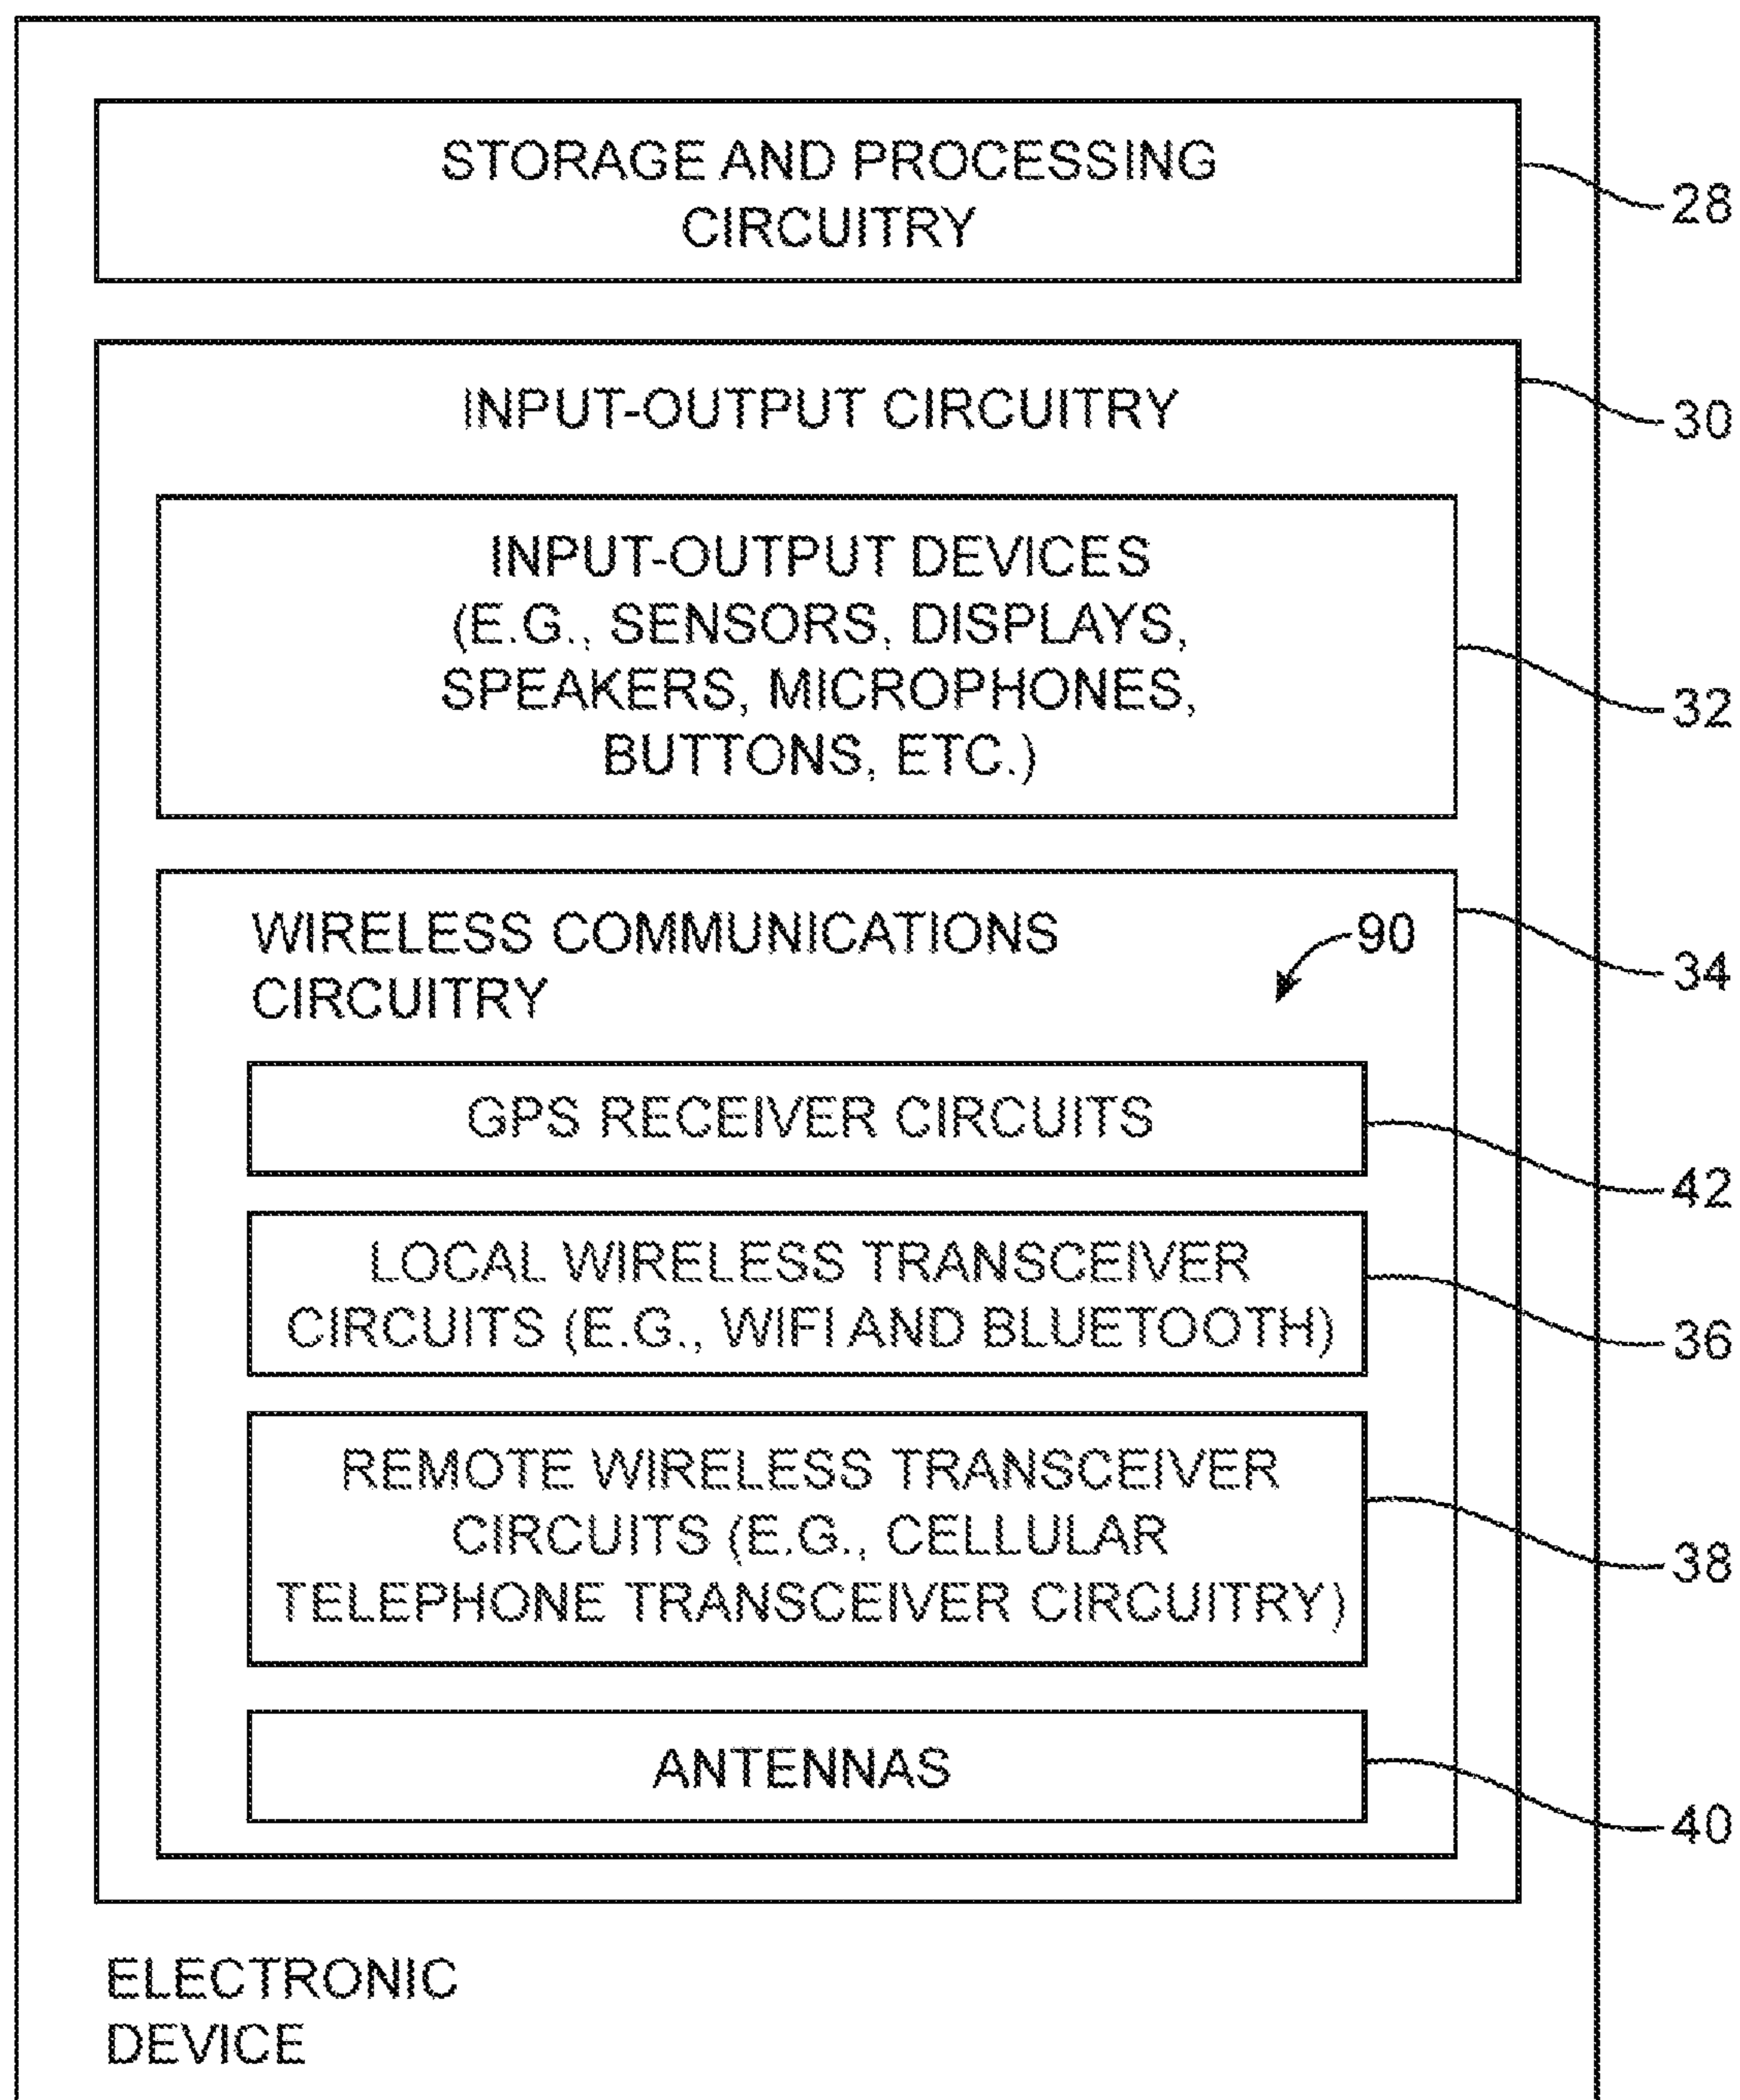 STORAGE AND PROCESSING
CIRCUITRY
28
INPUT-OUTPUT CIRCUITRY
30
INPUT-OUTPUT DEVICES
(E.G., SENSORS, DISPLAYS,
SPEAKERS, MICROPHONES,
BUTTONS, ETC.)
32
WIRELESS COMMUNICATIONS
CIRCUITRY
90
34
GPS RECEIVER CIRCUITS
42
LOCAL WIRELESS TRANSCEIVER
CIRCUITS (E.G., WIFI AND BLUETOOTH)
36
REMOTE WIRELESS TRANSCEIVER
CIRCUITS (E.G., CELLULAR
TELEPHONE TRANSCEIVER CIRCUITRY)
38
ANTENNAS
40
ELECTRONIC
DEVICE